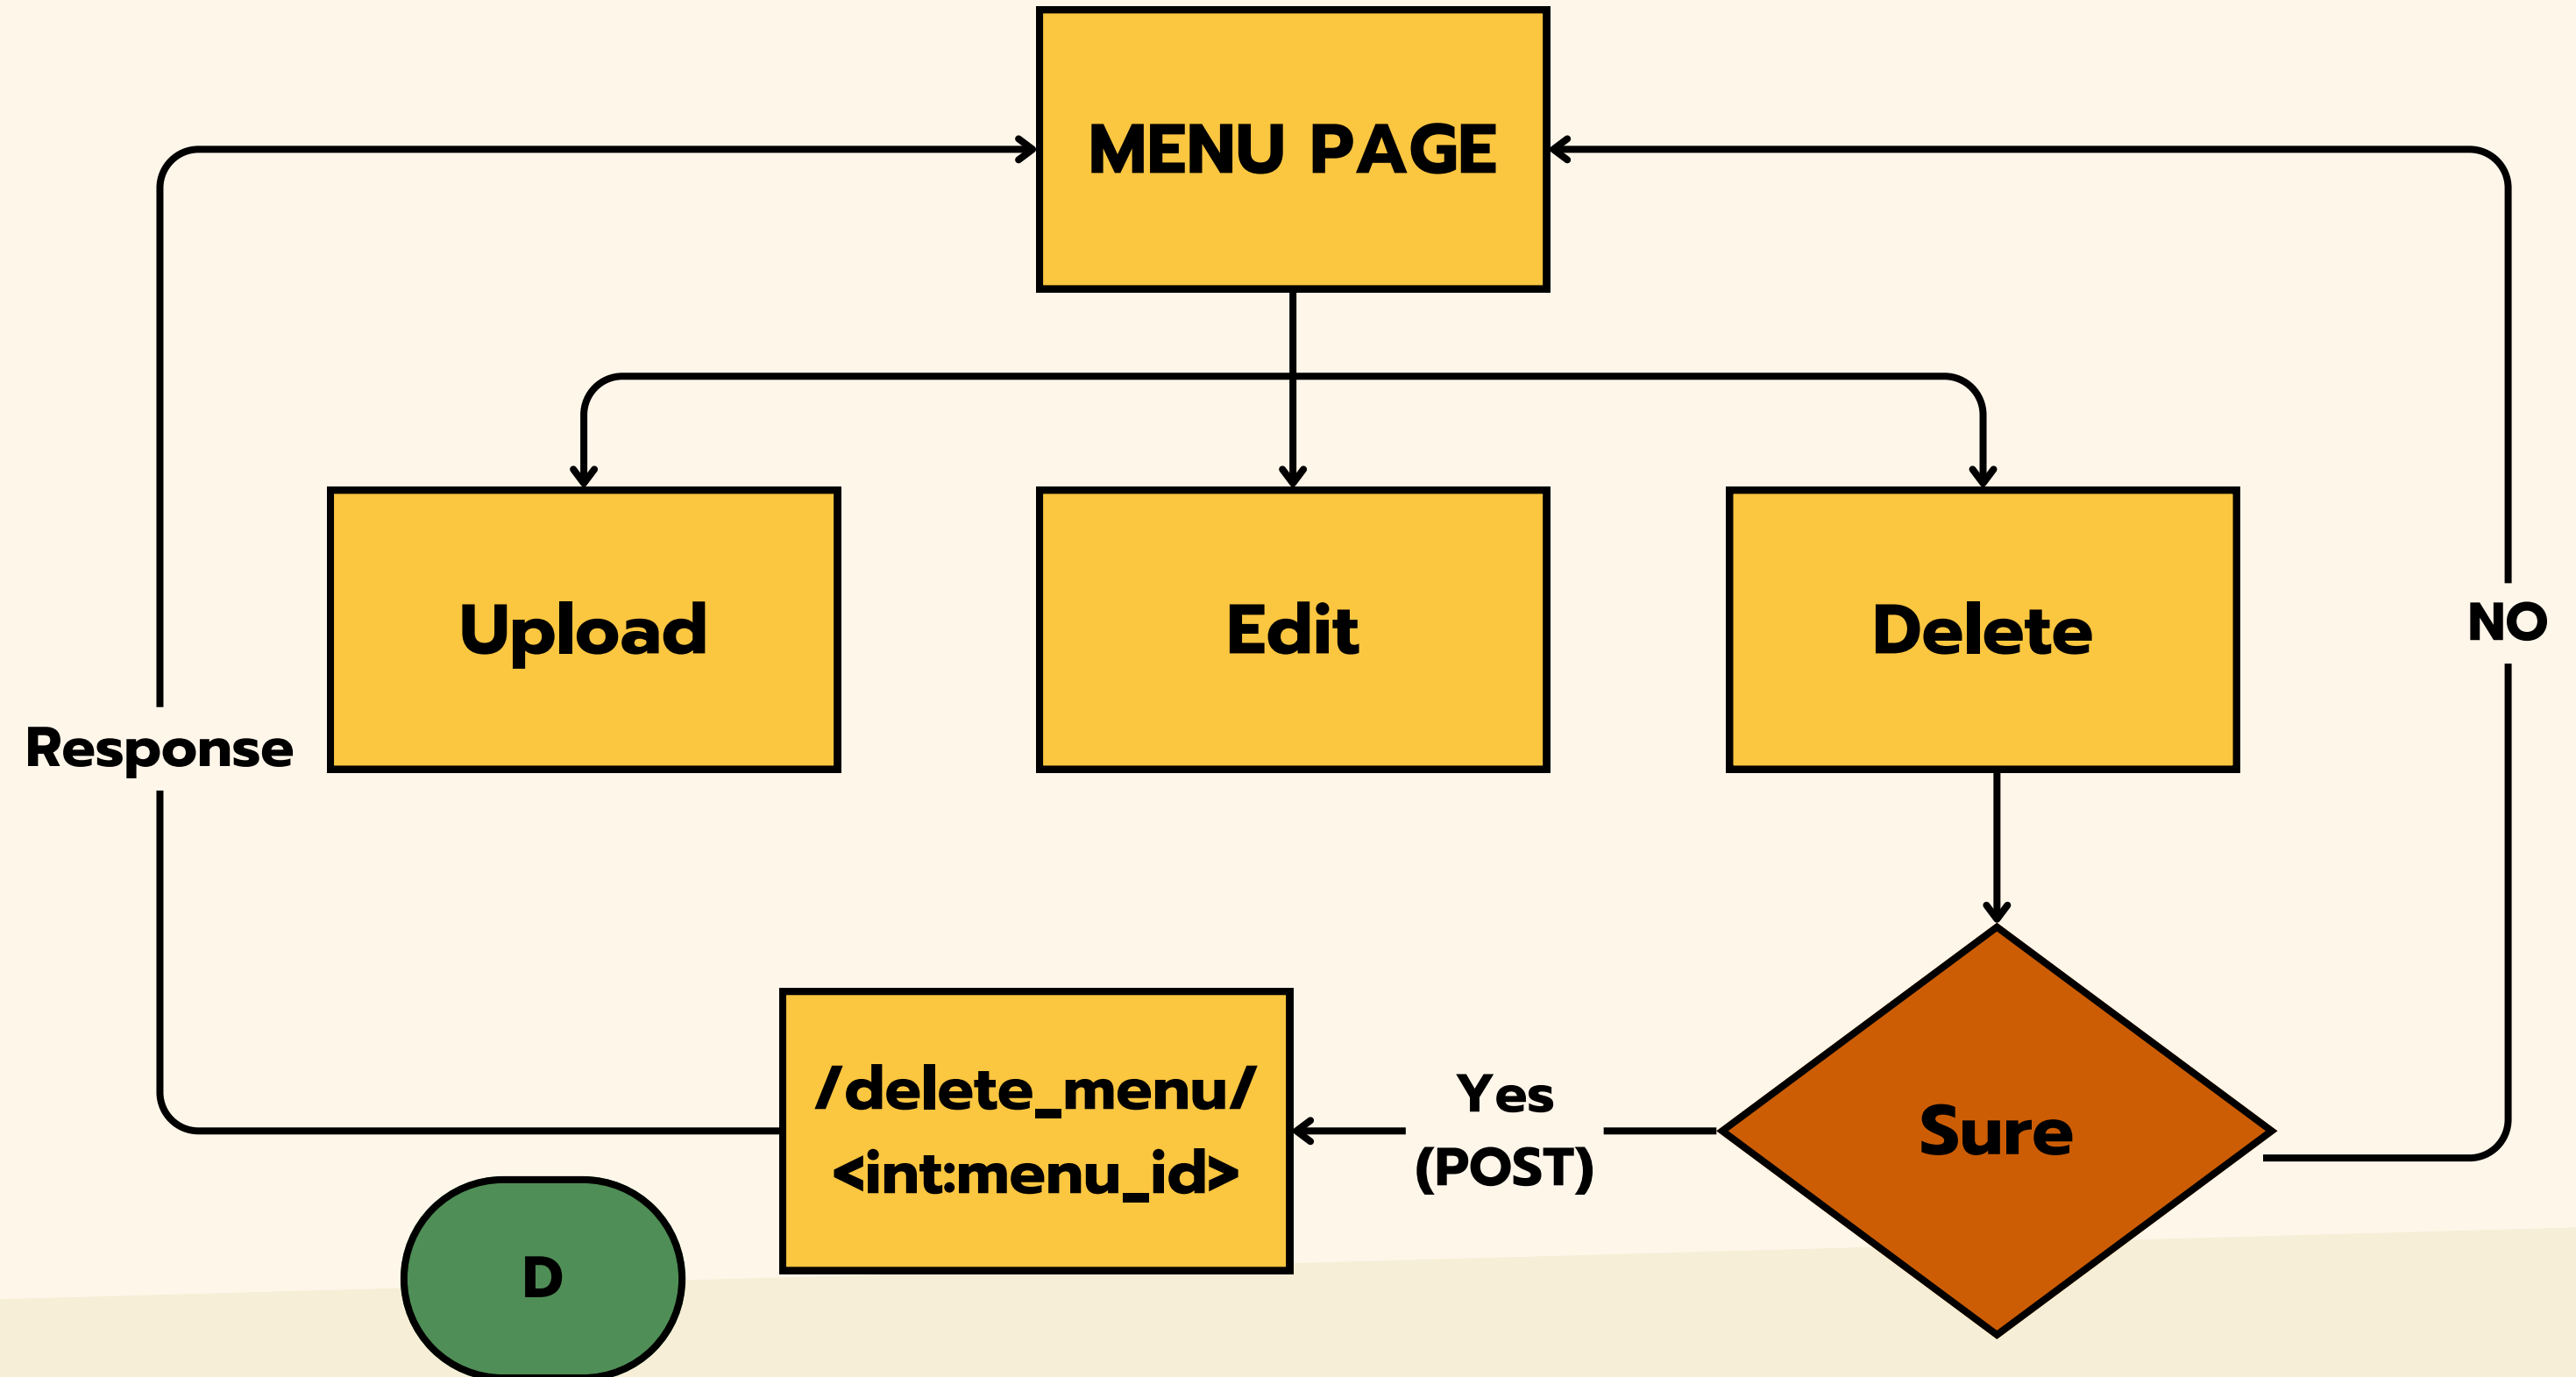 MENU PAGE
Upload
Edit
Delete
NO
Response
/delete_menu/
<int:menu_id>
Yes
(POST)
Sure
D